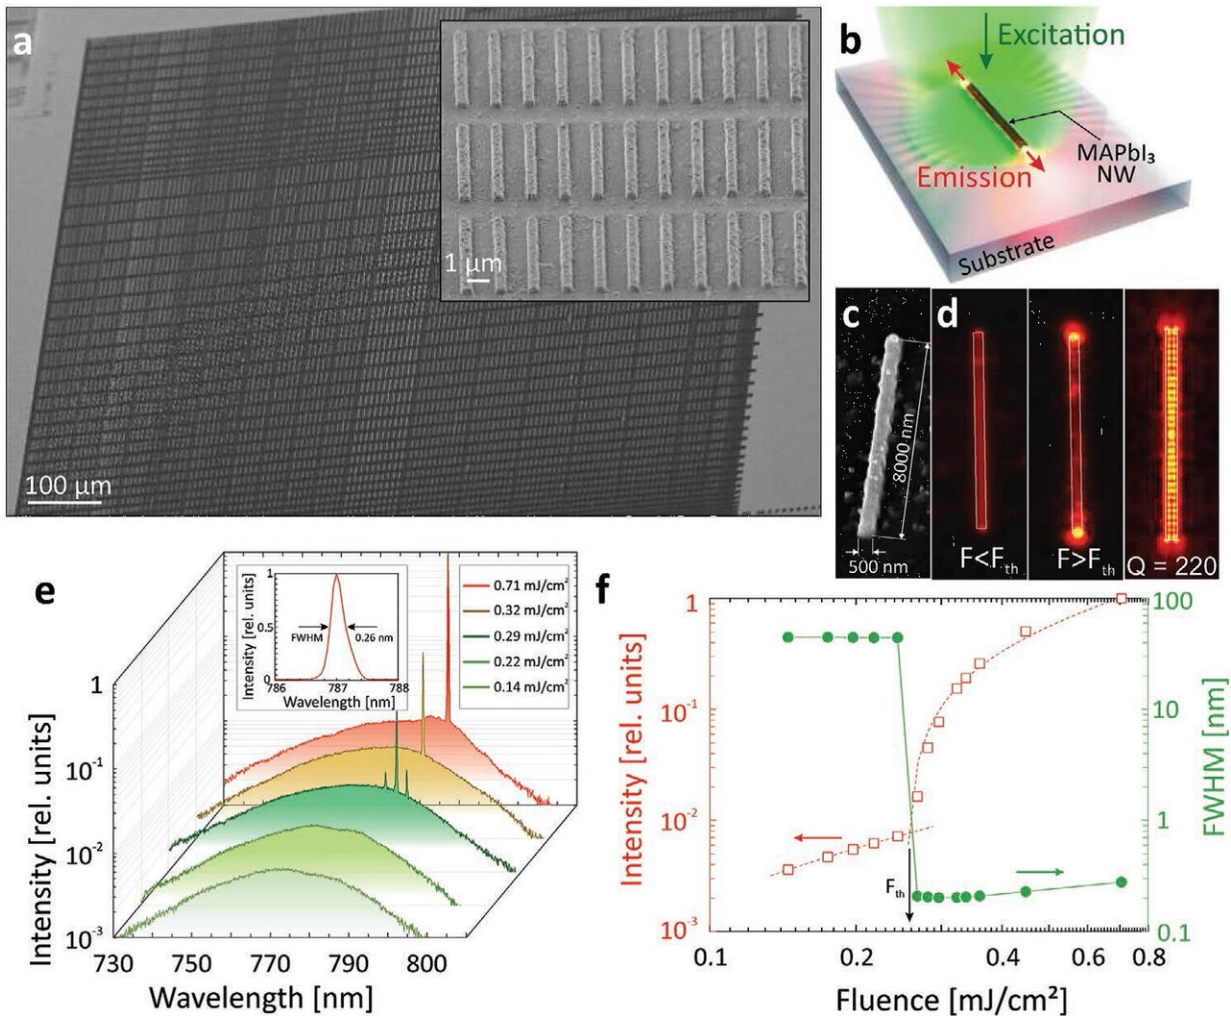 a
1 μm
100 μm
b
Excitation
MAPbI₃
NW
Emission
Substrate
c
8000 nm
500 nm
d
F<Fth
F>Fth
Q = 220
e
Intensity [rel. units]
1
10⁻¹
10⁻²
10⁻³
730 750 770 790 800
Wavelength [nm]
Intensity [rel. units]
1
0.5
0
FWHM
0.26 nm
786 787 788
Wavelength [nm]
0.71 mJ/cm²
0.32 mJ/cm²
0.29 mJ/cm²
0.22 mJ/cm²
0.14 mJ/cm²
f
Intensity [rel. units]
1
10⁻¹
10⁻²
10⁻³
Fth
100
10
1
0.1
FWHM [nm]
0.1 0.2 0.4 0.6 0.8
Fluence [mJ/cm²]